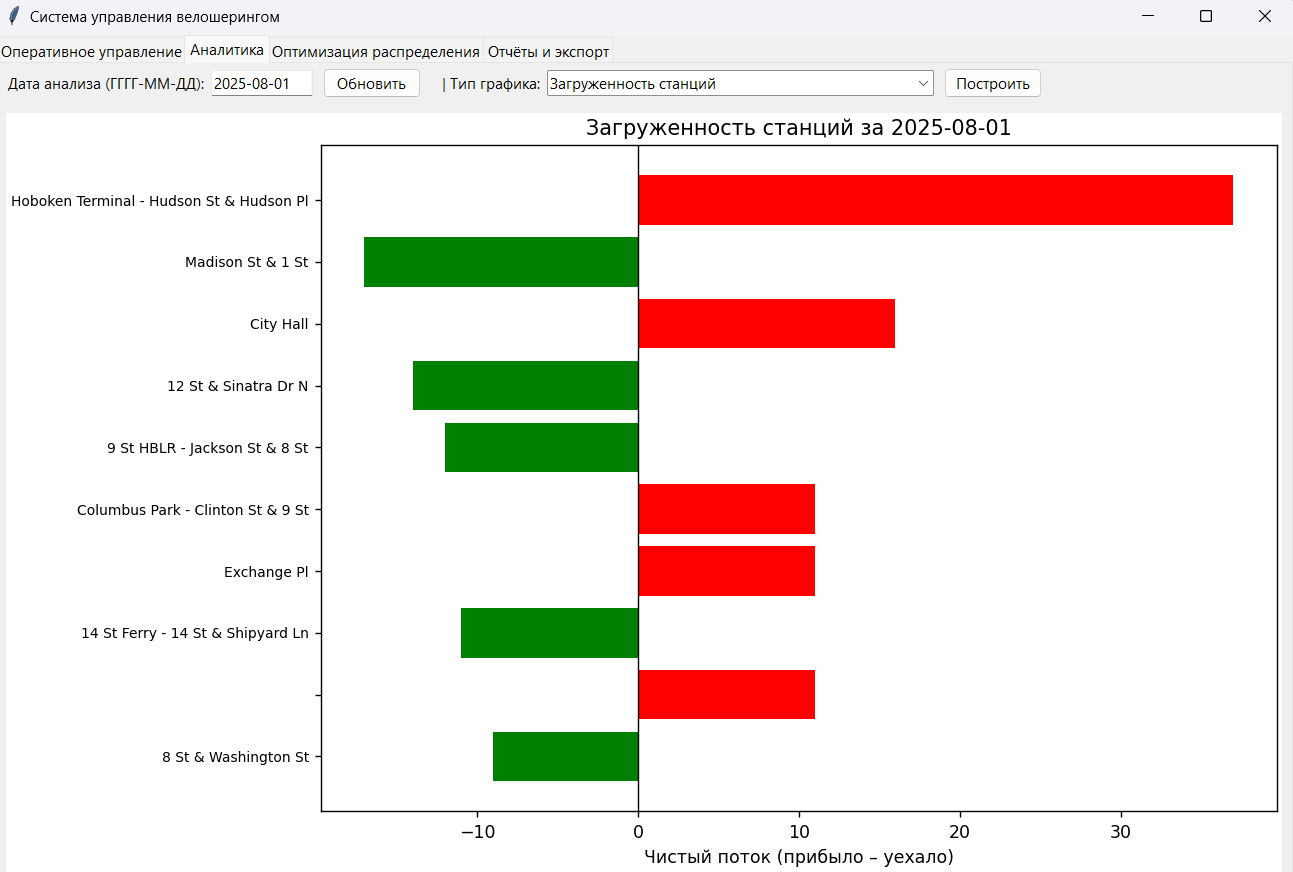 Система управления велошерингом
Оперативное управление Аналитика Оптимизация распределения Отчёты и экспорт
Дата анализа (ГГГГ-ММ-ДД): 2025-08-01 Обновить | Тип графика: Загруженность станций Построить
Загруженность станций за 2025-08-01
Hoboken Terminal - Hudson St & Hudson Pl
Madison St & 1 St
City Hall
12 St & Sinatra Dr N
9 St HBLR - Jackson St & 8 St
Columbus Park - Clinton St & 9 St
Exchange Pl
14 St Ferry - 14 St & Shipyard Ln
8 St & Washington St
−10 0 10 20 30
Чистый поток (прибыло – уехало)